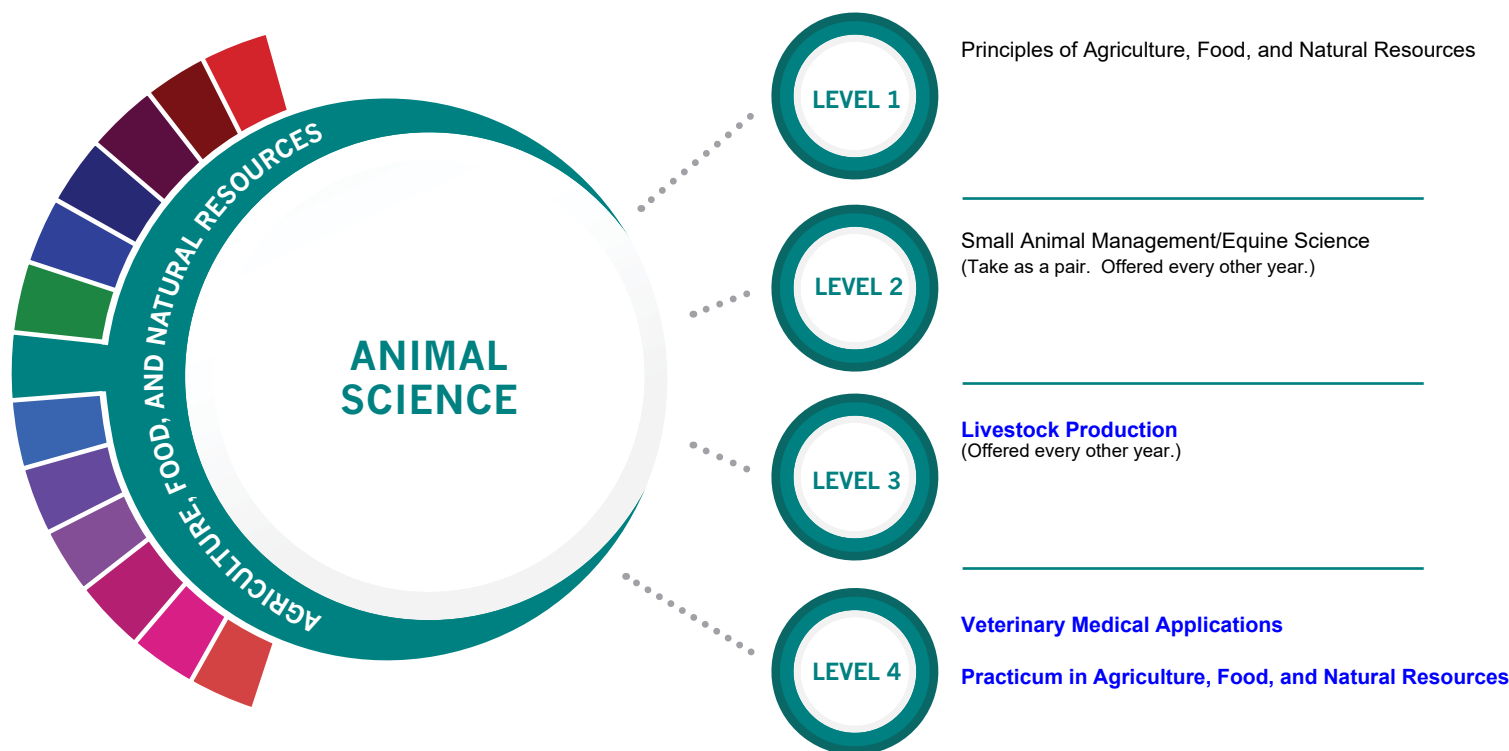 AGRICULTURE, FOOD, AND NATURAL RESOURCES
ANIMAL
SCIENCE
LEVEL 1
Principles of Agriculture, Food, and Natural Resources
LEVEL 2
Small Animal Management/Equine Science
(Take as a pair.  Offered every other year.)
LEVEL 3
Livestock Production
(Offered every other year.)
LEVEL 4
Veterinary Medical Applications
Practicum in Agriculture, Food, and Natural Resources